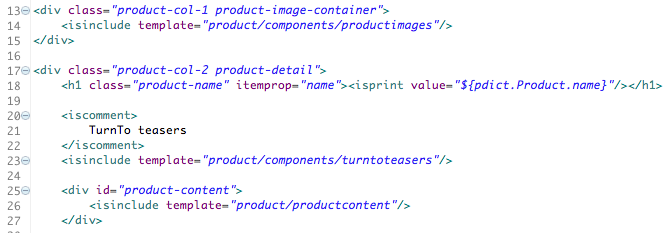 13 <div class="product-col-1 product-image-container">
14     <isinclude template="product/components/productimages"/>
15 </div>
16
17 <div class="product-col-2 product-detail">
18     <h1 class="product-name" itemprop="name"><isprint value="${pdict.Product.name}"/></h1>
19
20     <iscomment>
21         TurnTo teasers
22     </iscomment>
23     <isinclude template="product/components/turntoteasers"/>
24
25     <div id="product-content">
26         <isinclude template="product/productcontent"/>
27     </div>